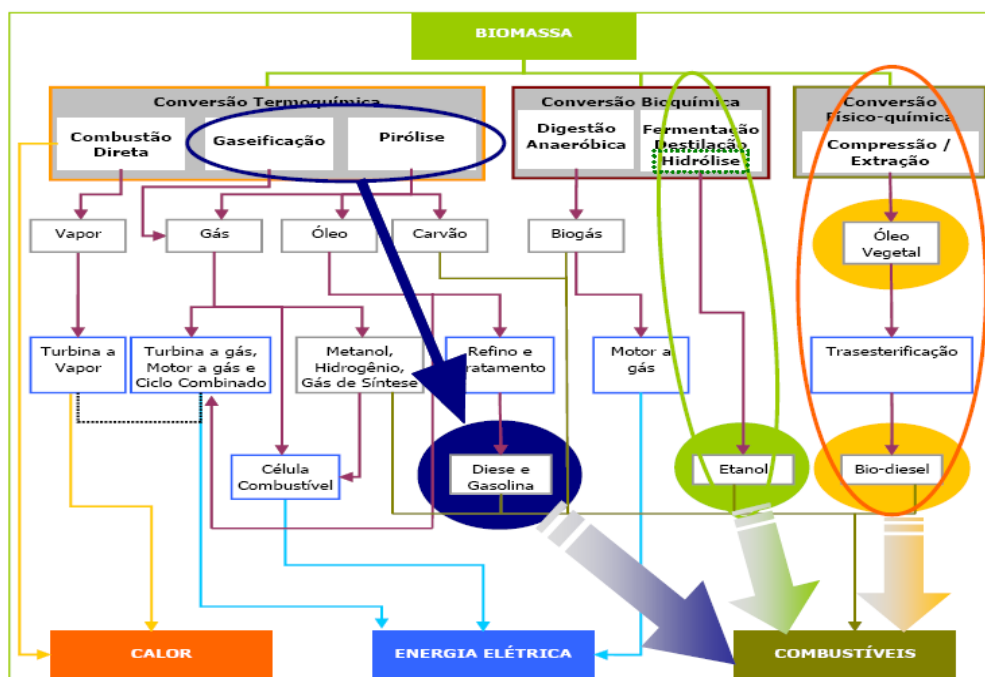 BIOMASSA
Conversão Termoquímica
Combustão
Direta
Gaseificação
Pirólise
Conversão Bioquímica
Digestão
Anaeróbica
Fermentação
Destilação
Hidrólise
Conversão
Físico-química
Compressão /
Extração
Vapor
Gás
Óleo
Carvão
Biogás
Óleo
Vegetal
Turbina a
Vapor
Turbina a gás,
Motor a gás e
Ciclo Combinado
Metanol,
Hidrogênio,
Gás de Síntese
Refino e
ratamento
Motor a
gás
Trasesterificação
Célula
Combustível
Diese e
Gasolina
Etanol
Bio-diesel
CALOR
ENERGIA ELÉTRICA
COMBUSTÍVEIS